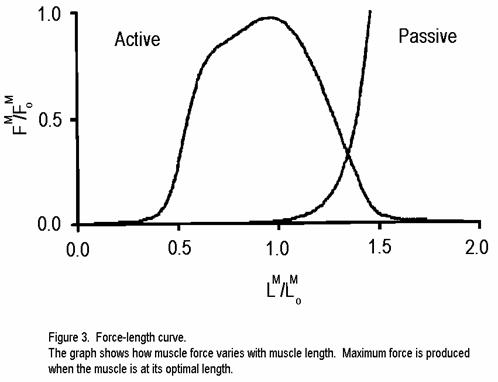 1.0
Active
Passive
F^M/F_o^M
0.5
0.0
0.0 0.5 1.0 1.5 2.0
L^M/L_o^M
Figure 3. Force-length curve.
The graph shows how muscle force varies with muscle length. Maximum force is produced
when the muscle is at its optimal length.